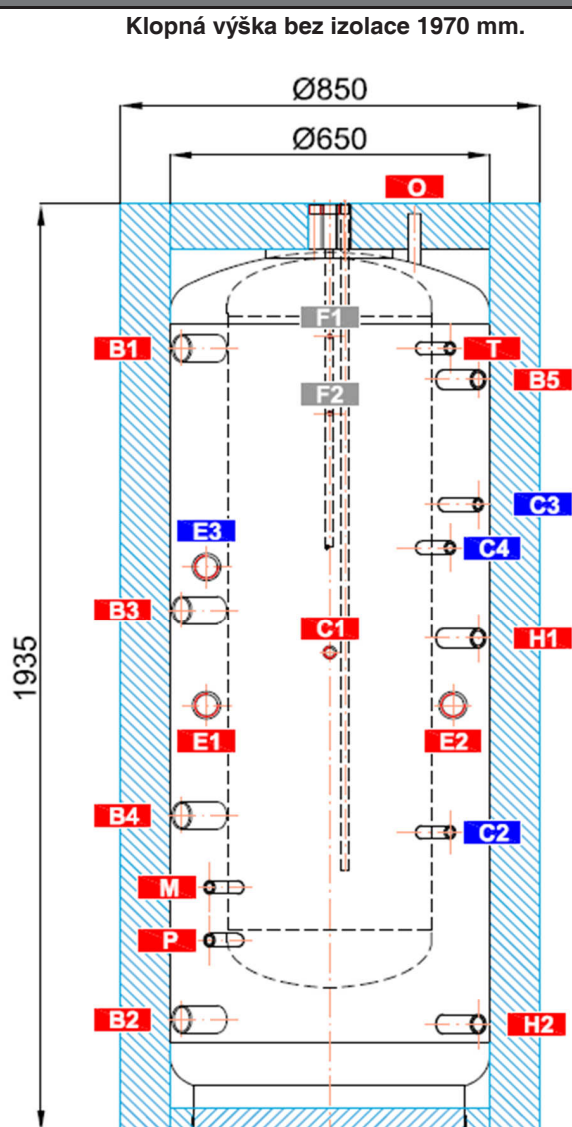 Klopná výška bez izolace 1970 mm.
Ø850
Ø650
O
F1
B1
T
B5
F2
C3
E3
C4
B3
C1
H1
1935
E1
E2
B4
C2
M
P
B2
H2